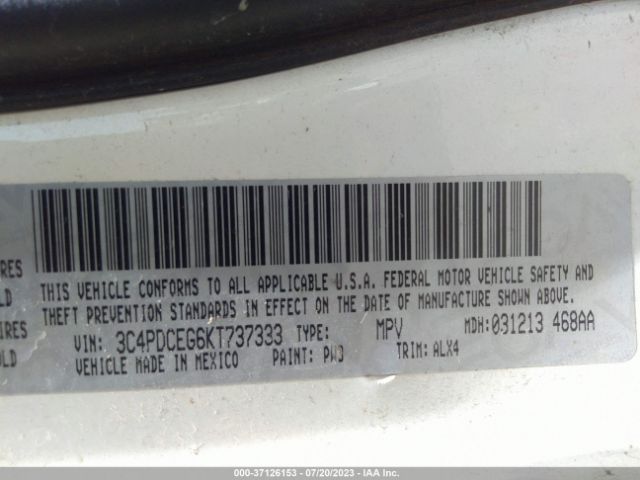 RES
LD
IRES
OLD
THIS VEHICLE CONFORMS TO ALL APPLICABLE U.S.A. FEDERAL MOTOR VEHICLE SAFETY AND
THEFT PREVENTION STANDARDS IN EFFECT ON THE DATE OF MANUFACTURE SHOWN ABOVE.
VIN: 3C4PDCEG6KT737333 TYPE: MPV MDH:031213 468AA
VEHICLE MADE IN MEXICO PAINT: PW3 TRIM: ALX4
000-37126153 - 07/20/2023 - IAA Inc.